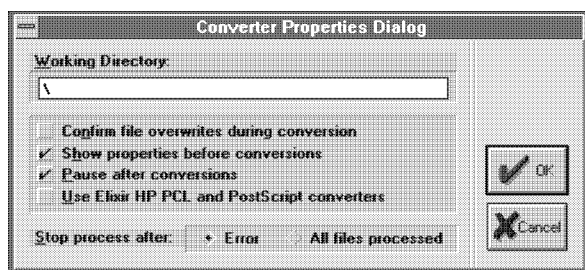 Converter Properties Dialog
Working Directory:
\
Confirm file overwrites during conversion
Show properties before conversions
Pause after conversions
Use Elixir HP PCL and PostScript converters
OK
Cancel
Stop process after: Error All files processed